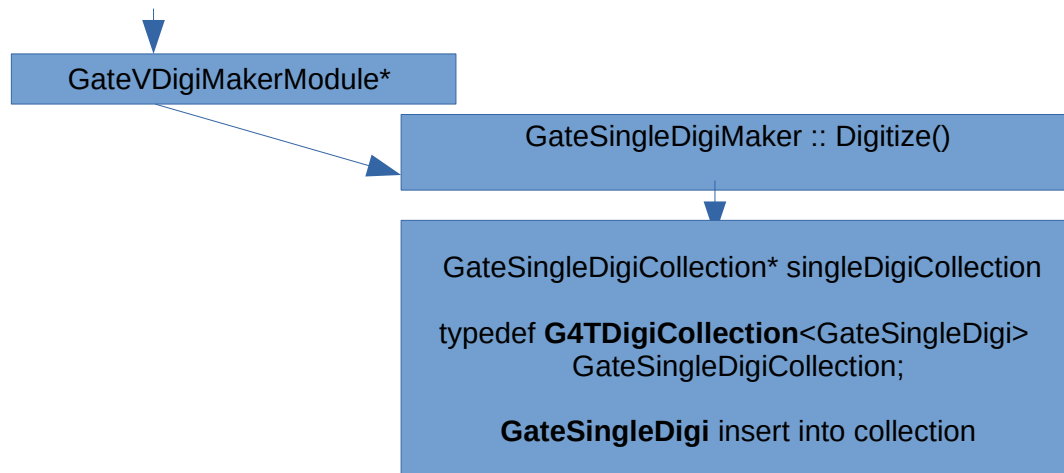 GateVDigiMakerModule*
GateSingleDigiMaker :: Digitize()
GateSingleDigiCollection* singleDigiCollection
typedef G4TDigiCollection<GateSingleDigi>
GateSingleDigiCollection;
GateSingleDigi insert into collection